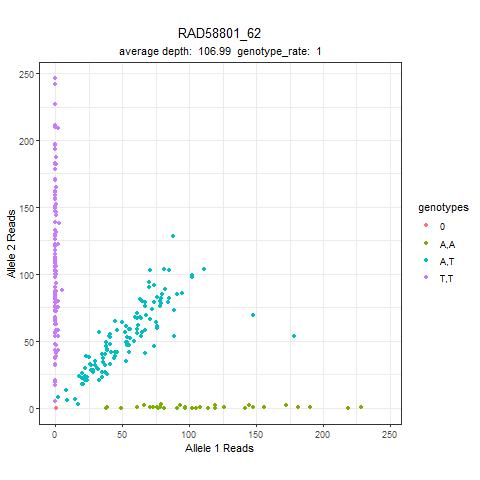 RAD58801_62
average depth: 106.99 genotype_rate: 1
250
200
150
100
50
0
Allele 2 Reads
0 50 100 150 200 250
Allele 1 Reads
genotypes
0
A,A
A,T
T,T